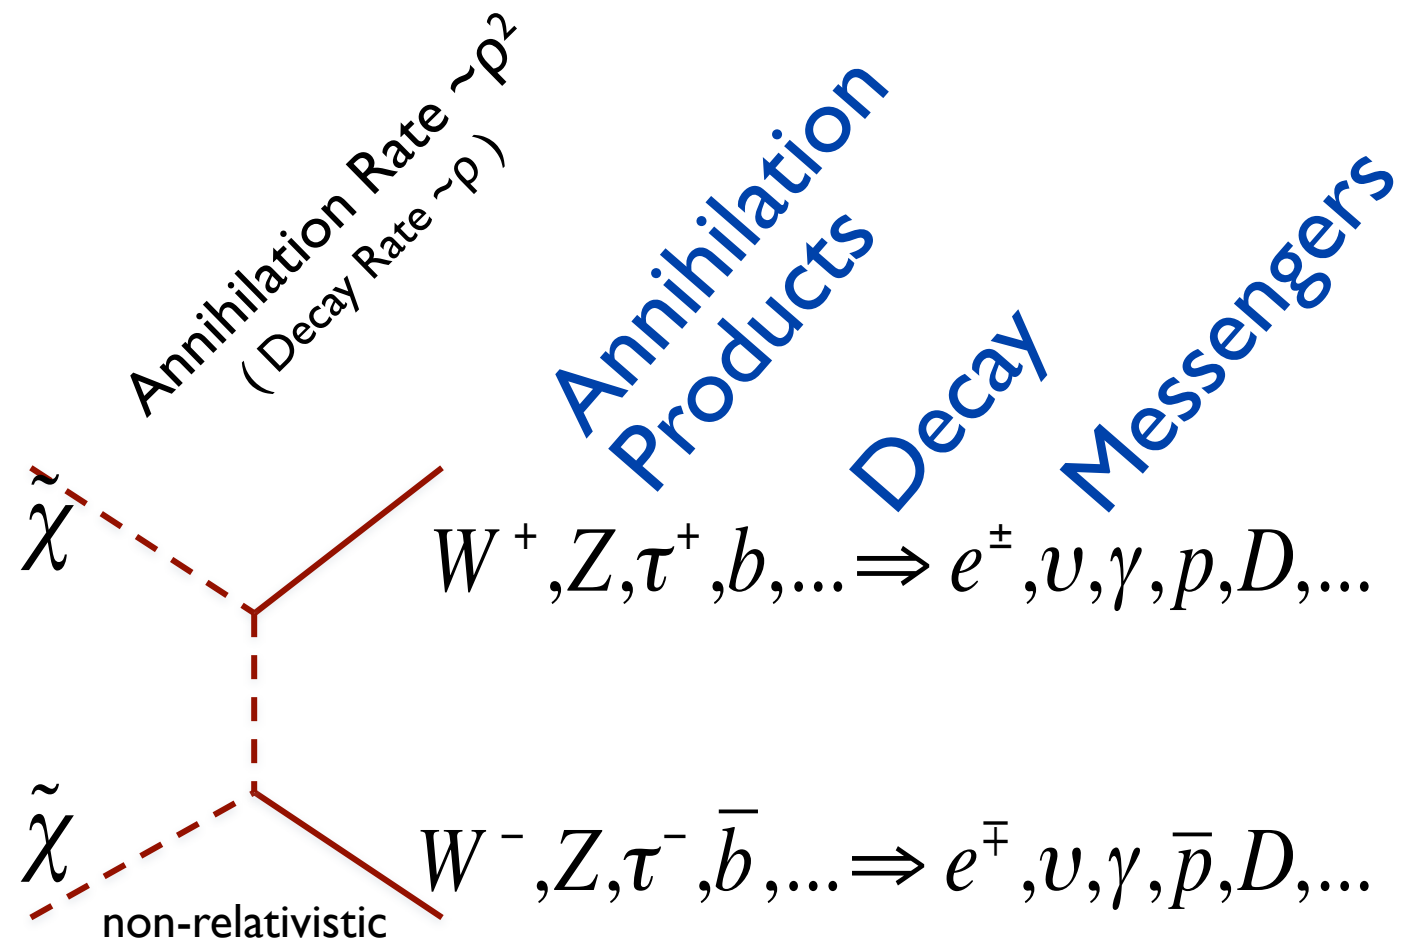 Annihilation Rate ~ρ²
( Decay Rate ~ρ )
Annihilation
Products
Decay
Messengers
χ̃
W⁺,Z,τ⁺,b,...⇒e^±,υ,γ,p,D,...
χ̃
W⁻,Z,τ⁻,b̅,...⇒e^∓,υ,γ,p̅,D,...
non-relativistic